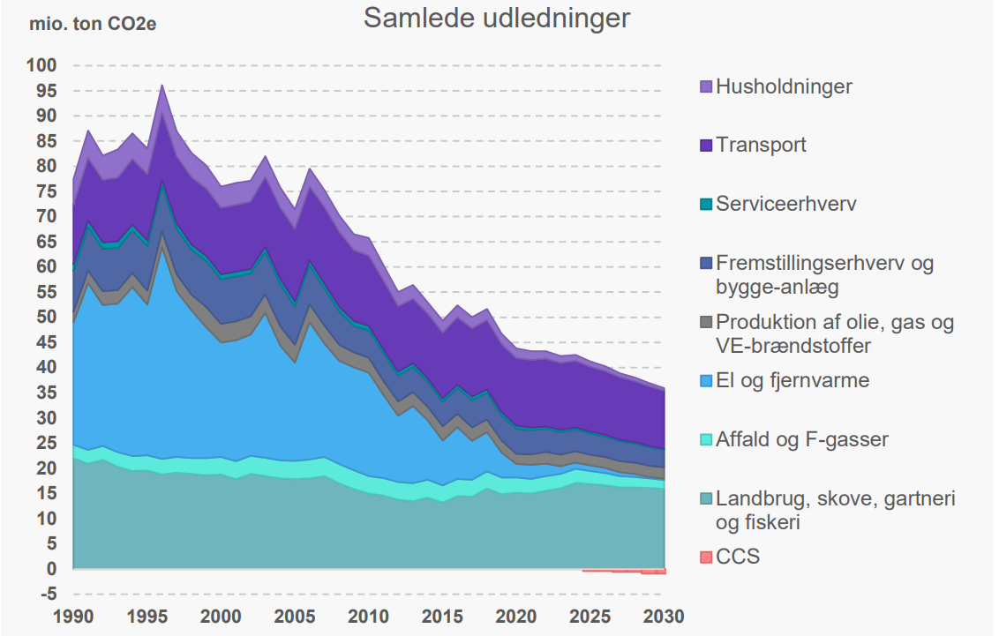 Samlede udledninger
mio. ton CO2e
100
95
90
85
80
75
70
65
60
55
50
45
40
35
30
25
20
15
10
5
0
-5
1990 1995 2000 2005 2010 2015 2020 2025 2030
Husholdninger
Transport
Serviceerhverv
Fremstillingserhverv og
bygge-anlæg
Produktion af olie, gas og
VE-brændstoffer
El og fjernvarme
Affald og F-gasser
Landbrug, skove, gartneri
og fiskeri
CCS